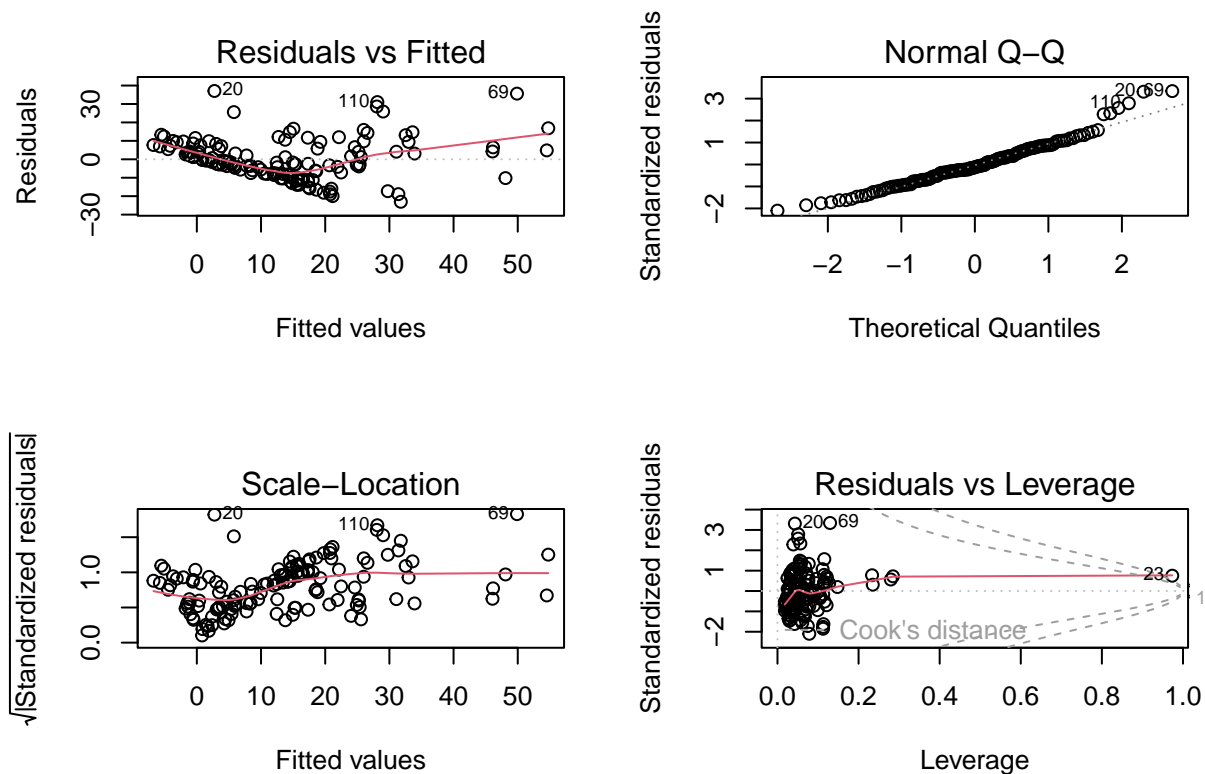 Residuals vs Fitted
Residuals
−30 0 30
20
110
69
0 10 20 30 40 50
Fitted values
Normal Q−Q
Standardized residuals
−2 1 3
110
20
69
−2 −1 0 1 2
Theoretical Quantiles
Scale−Location
√|Standardized residuals|
0.0 1.0
20
110
69
0 10 20 30 40 50
Fitted values
Residuals vs Leverage
Standardized residuals
−2 1 3
20
69
23
Cook's distance
1
0.0 0.2 0.4 0.6 0.8 1.0
Leverage